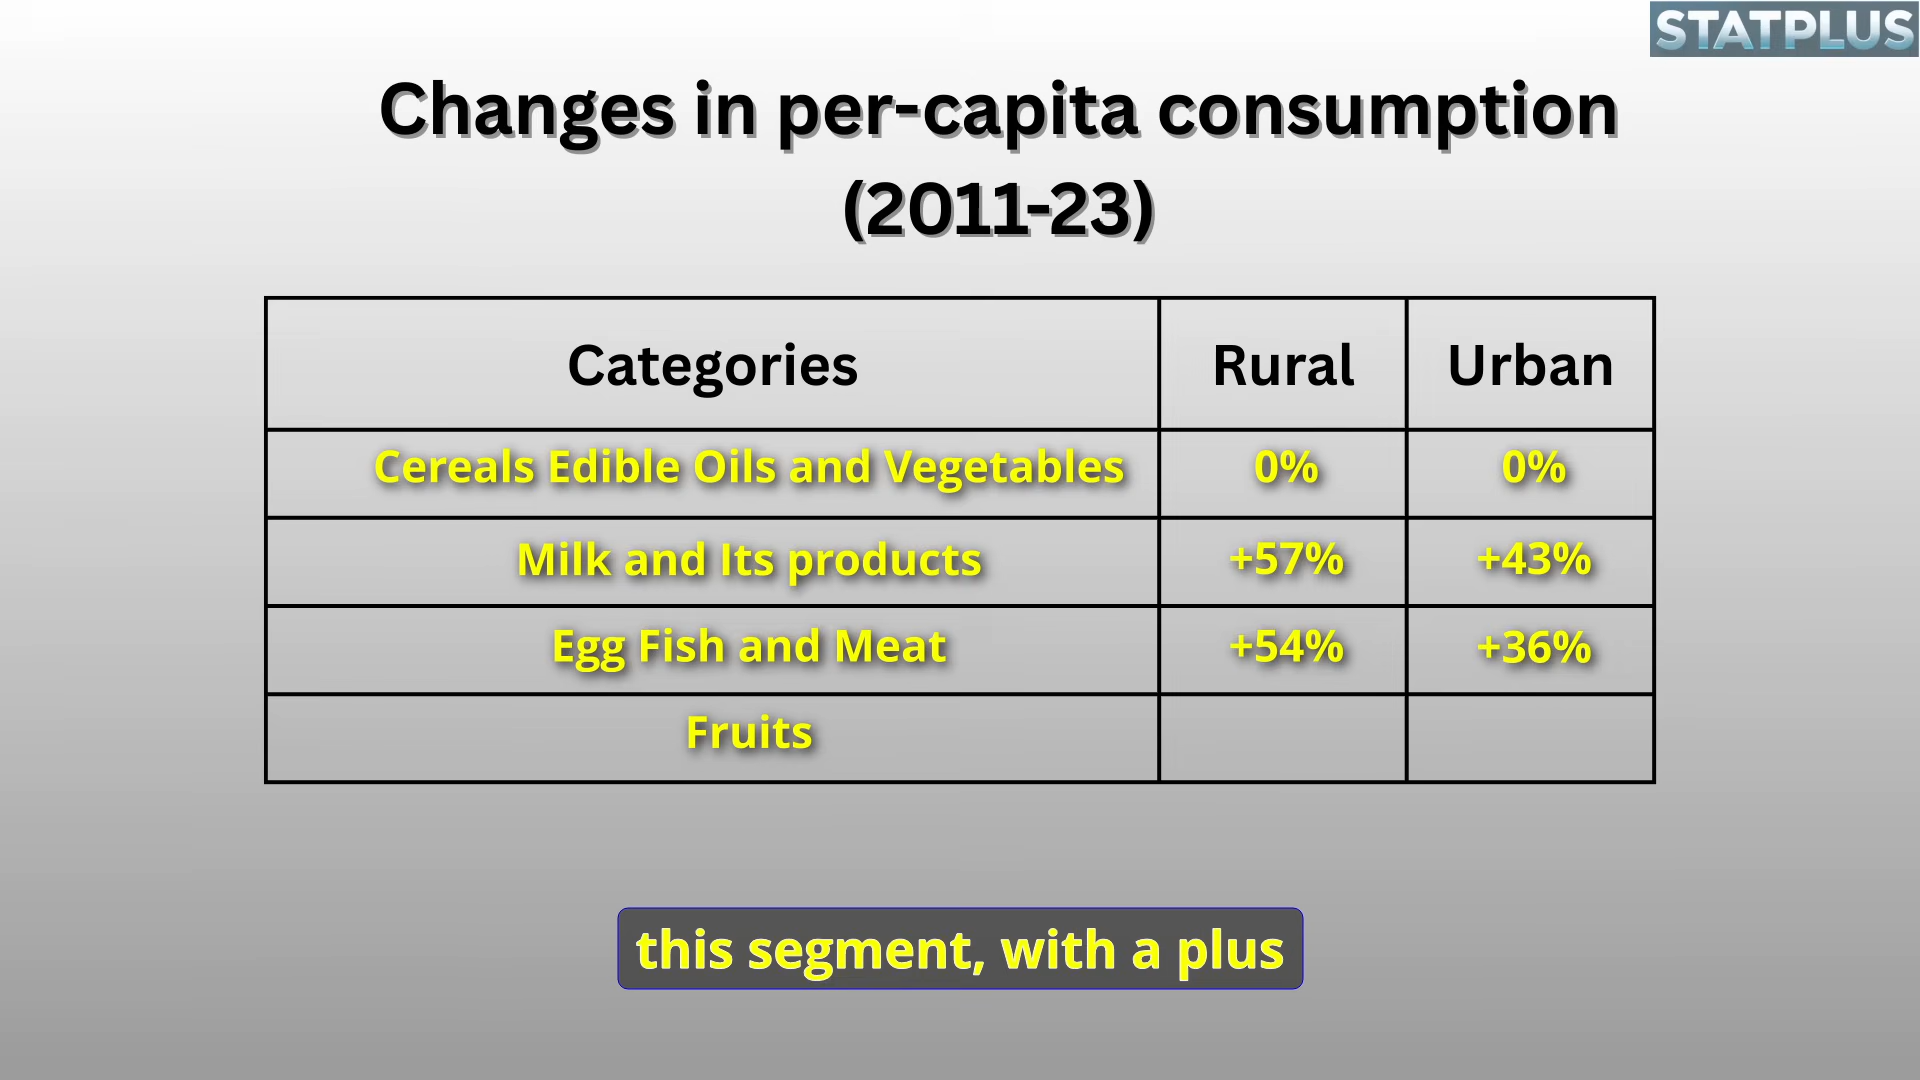 STATPLUS
Changes in per-capita consumption
(2011-23)
Categories Rural Urban
Cereals Edible Oils and Vegetables 0% 0%
Milk and Its products +57% +43%
Egg Fish and Meat +54% +36%
Fruits
this segment, with a plus